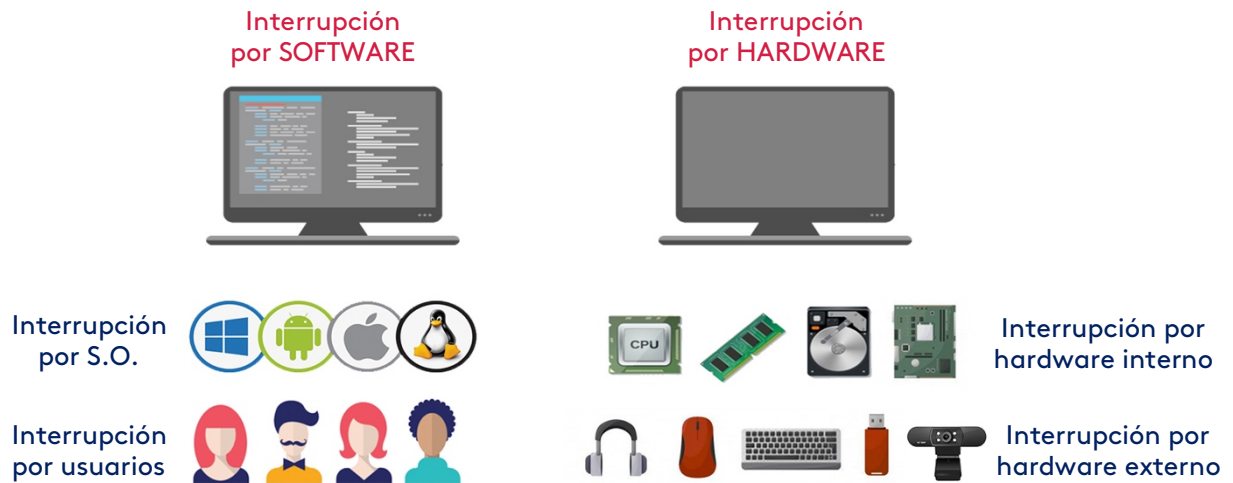 Interrupción
por SOFTWARE
Interrupción
por HARDWARE
Interrupción
por S.O.
CPU
Interrupción por
hardware interno
Interrupción
por usuarios
Interrupción por
hardware externo